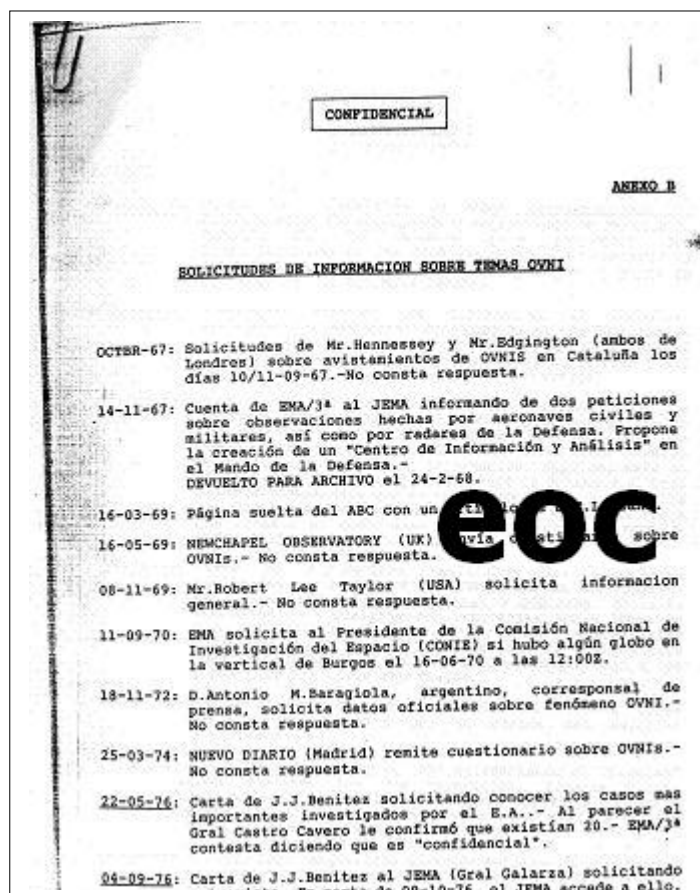 CONFIDENCIAL
ANEXO B
SOLICITUDES DE INFORMACION SOBRE TEMAS OVNI
OCTBR-67: Solicitudes de Mr.Hennessey y Mr.Edgington (ambos de
Londres) sobre avistamientos de OVNIS en Cataluña los
días 10/11-09-67.-No consta respuesta.
14-11-67: Cuenta de EMA/3ª al JEMA informando de dos peticiones
sobre observaciones hechas por aeronaves civiles y
militares, así como por radares de la Defensa. Propone
la creación de un "Centro de Información y Análisis" en
el Mando de la Defensa.-
DEVUELTO PARA ARCHIVO el 24-2-68.
16-03-69: Página suelta del ABC con un
eoc
16-05-69: NEWCHAPEL OBSERVATORY (UK) sobre
OVNIs.- No consta respuesta.
08-11-69: Mr.Robert Lee Taylor (USA) solicita informacion
general.- No consta respuesta.
11-09-70: EMA solicita al Presidente de la Comisión Nacional de
Investigación del Espacio (CONIE) si hubo algún globo en
la vertical de Burgos el 16-06-70 a las 12:00Z.
18-11-72: D.Antonio M.Baragiola, argentino, corresponsal de
prensa, solicita datos oficiales sobre fenómeno OVNI.-
No consta respuesta.
25-03-74: NUEVO DIARIO (Madrid) remite cuestionario sobre OVNIs.-
No consta respuesta.
22-05-76: Carta de J.J.Benitez solicitando conocer los casos mas
importantes investigados por el E.A..- Al parecer el
Gral Castro Cavero le confirmó que existían 20.- EMA/3ª
contesta diciendo que es "confidencial".
04-09-76: Carta de J.J.Benitez al JEMA (Gral Galarza) solicitando
08-10-76, el JEMA accede a ello.